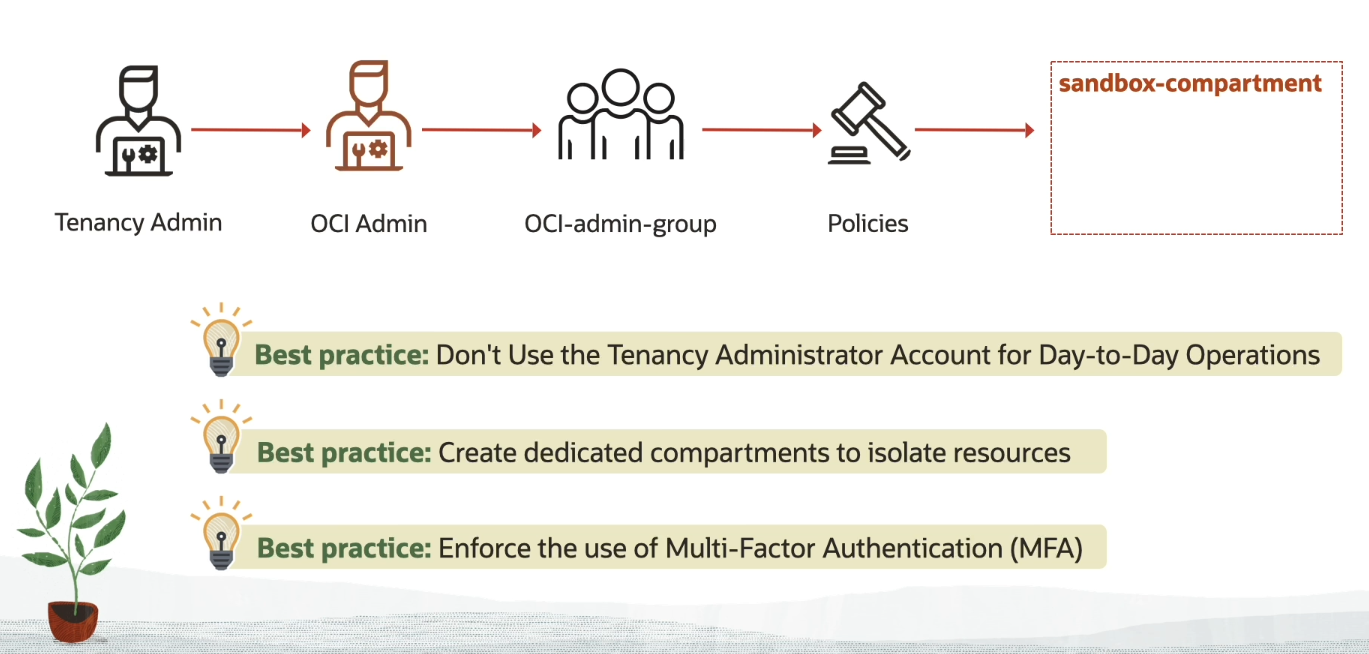 sandbox-compartment
Tenancy Admin
OCI Admin
OCI-admin-group
Policies
Best practice: Don't Use the Tenancy Administrator Account for Day-to-Day Operations
Best practice: Create dedicated compartments to isolate resources
Best practice: Enforce the use of Multi-Factor Authentication (MFA)